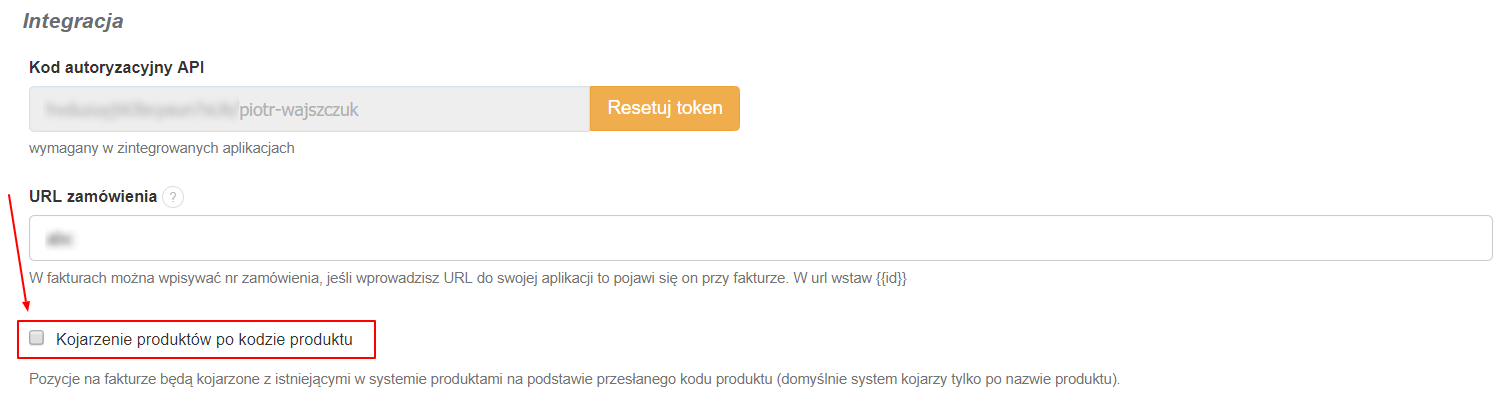 Integracja
Kod autoryzacyjny API
piotr-wajszczuk
Resetuj token
wymagany w zintegrowanych aplikacjach
URL zamówienia ?
W fakturach można wpisywać nr zamówienia, jeśli wprowadzisz URL do swojej aplikacji to pojawi się on przy fakturze. W url wstaw {{id}}
Kojarzenie produktów po kodzie produktu
Pozycje na fakturze będą kojarzone z istniejącymi w systemie produktami na podstawie przesłanego kodu produktu (domyślnie system kojarzy tylko po nazwie produktu).